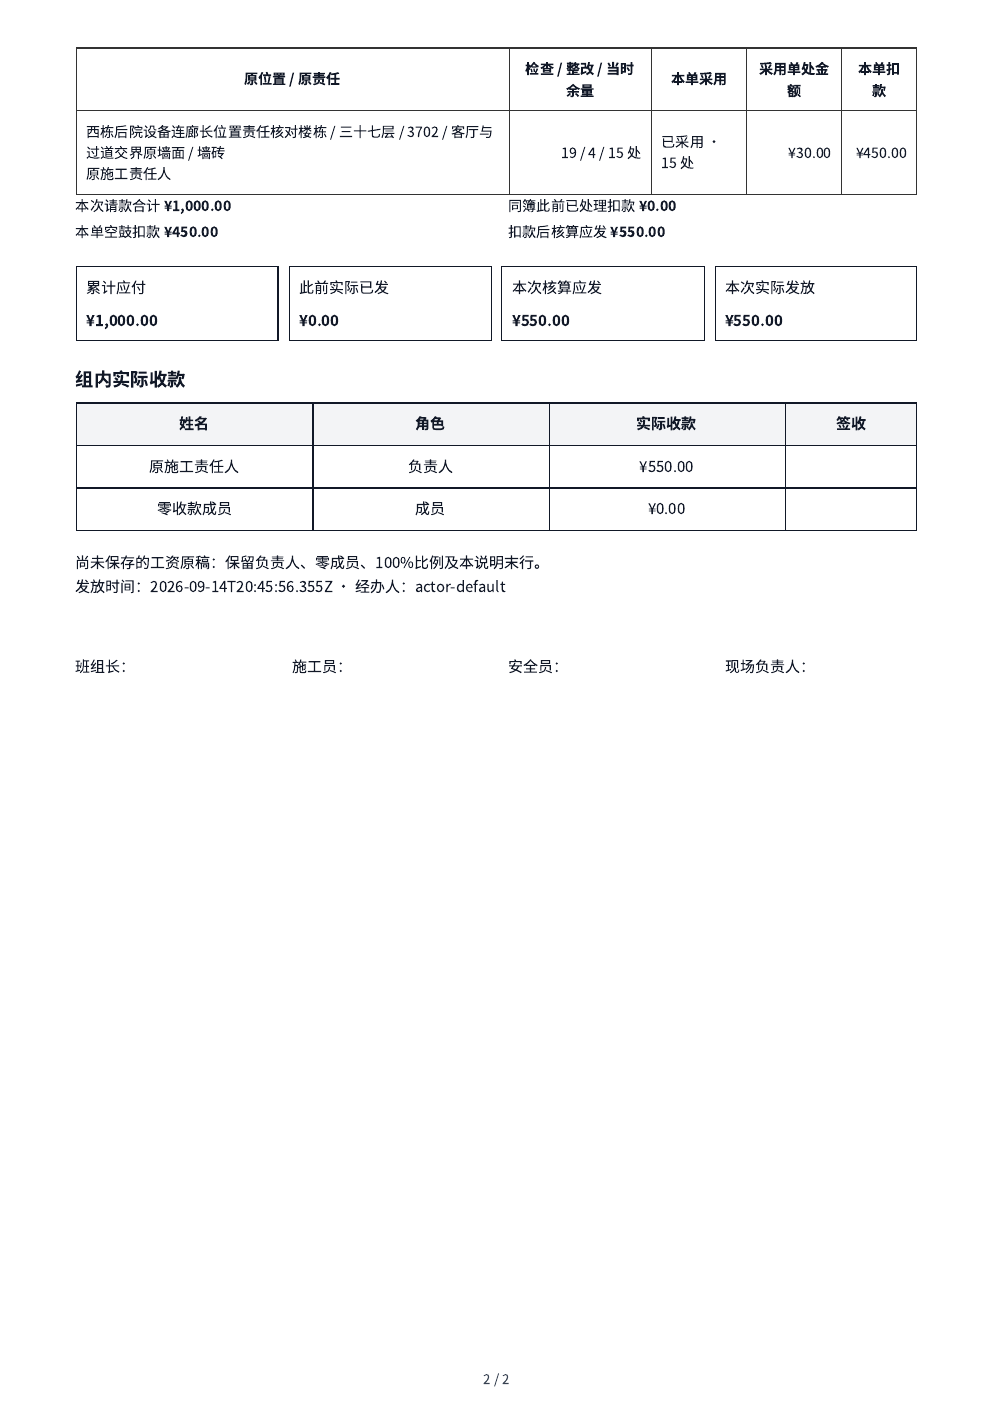 原位置 / 原责任
检查 / 整改 / 当时
余量
本单采用
采用单处金
额
本单扣
款
西栋后院设备连廊长位置责任核对楼栋 / 三十七层 / 3702 / 客厅与
过道交界原墙面 / 墙砖
原施工责任人
19 / 4 / 15 处
已采用 ·
15 处
¥30.00
¥450.00
本次请款合计 ¥1,000.00
同簿此前已处理扣款 ¥0.00
本单空鼓扣款 ¥450.00
扣款后核算应发 ¥550.00
累计应付
¥1,000.00
此前实际已发
¥0.00
本次核算应发
¥550.00
本次实际发放
¥550.00
组内实际收款
姓名 角色 实际收款 签收
原施工责任人 负责人 ¥550.00
零收款成员 成员 ¥0.00
尚未保存的工资原稿：保留负责人、零成员、100%比例及本说明末行。
发放时间：2026-09-14T20:45:56.355Z · 经办人：actor-default
班组长： 施工员： 安全员： 现场负责人：
2 / 2